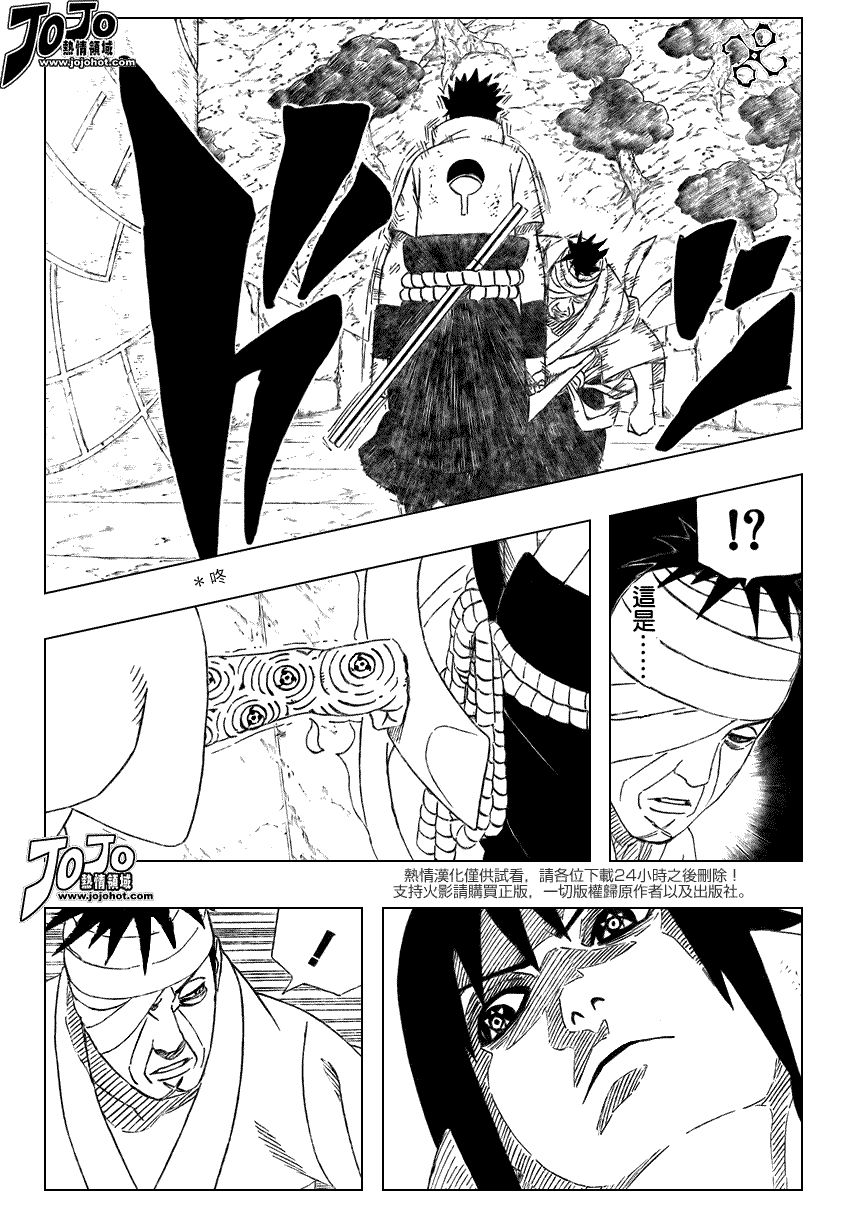 JOJO
熱情領域
www.jojohot.com
ドドッ
!?
這是……
＊咚
JOJO
熱情領域
www.jojohot.com
熱情漢化僅供試看，請各位下載24小時之後刪除！
支持火影請購買正版，一切版權歸原作者以及出版社。
!